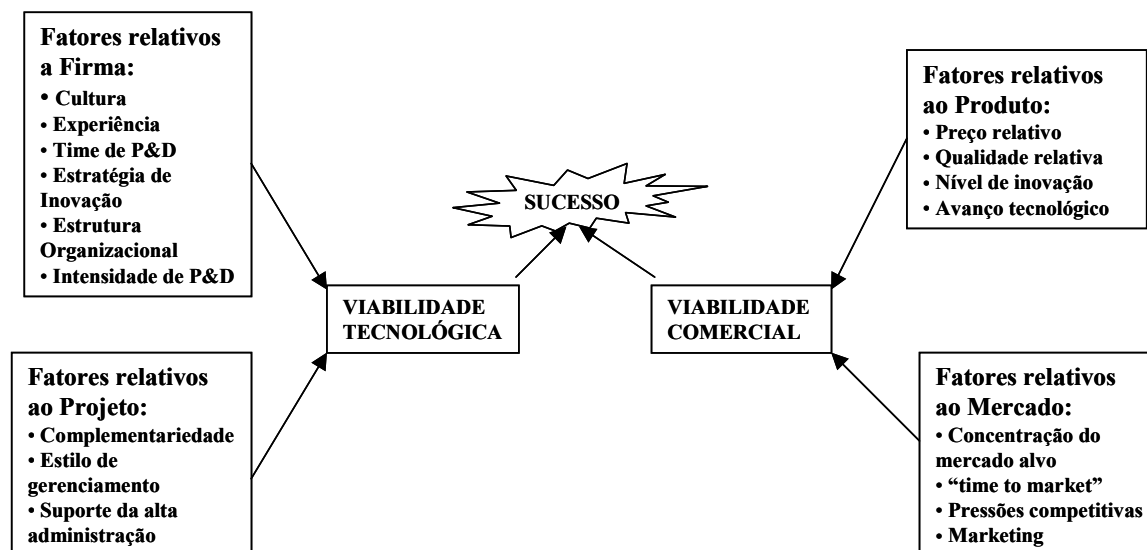 Fatores relativos
a Firma:
• Cultura
• Experiência
• Time de P&D
• Estratégia de
Inovação
• Estrutura
Organizacional
• Intensidade de P&D
Fatores relativos
ao Projeto:
• Complementariedade
• Estilo de
gerenciamento
• Suporte da alta
administração
SUCESSO
VIABILIDADE
TECNOLÓGICA
VIABILIDADE
COMERCIAL
Fatores relativos
ao Produto:
• Preço relativo
• Qualidade relativa
• Nível de inovação
• Avanço tecnológico
Fatores relativos
ao Mercado:
• Concentração do
mercado alvo
• “time to market”
• Pressões competitivas
• Marketing